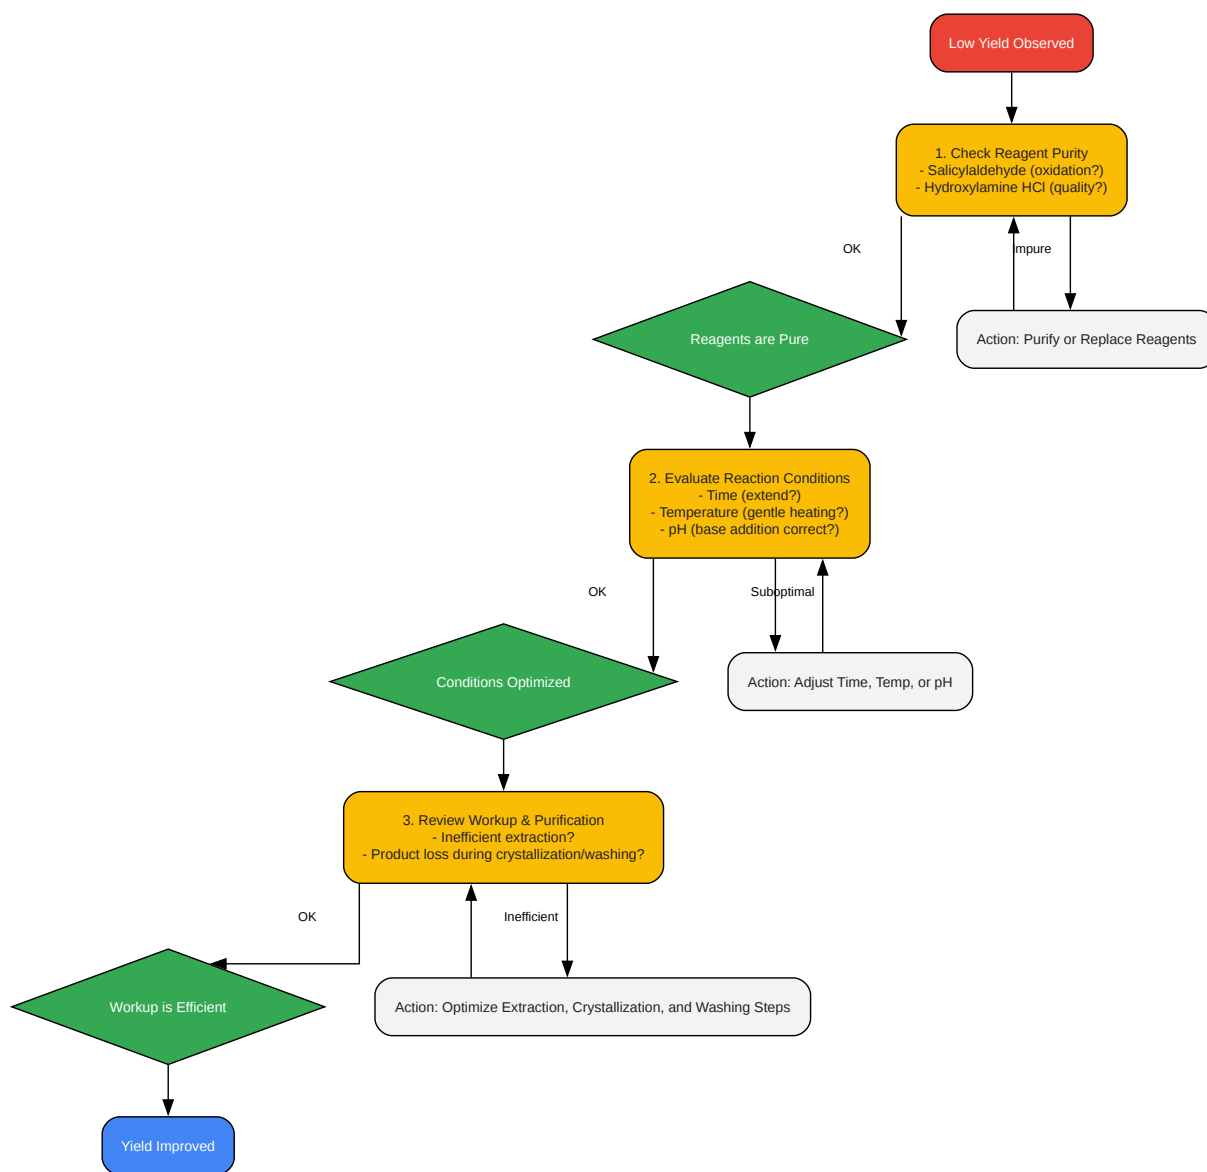 Low Yield Observed
1. Check Reagent Purity
- Salicylaldehyde (oxidation?)
- Hydroxylamine HCl (quality?)
OK
Impure
Reagents are Pure
Action: Purify or Replace Reagents
2. Evaluate Reaction Conditions
- Time (extend?)
- Temperature (gentle heating?)
- pH (base addition correct?)
OK
Suboptimal
Conditions Optimized
Action: Adjust Time, Temp, or pH
3. Review Workup & Purification
- Inefficient extraction?
- Product loss during crystallization/washing?
OK
Inefficient
Workup is Efficient
Action: Optimize Extraction, Crystallization, and Washing Steps
Yield Improved